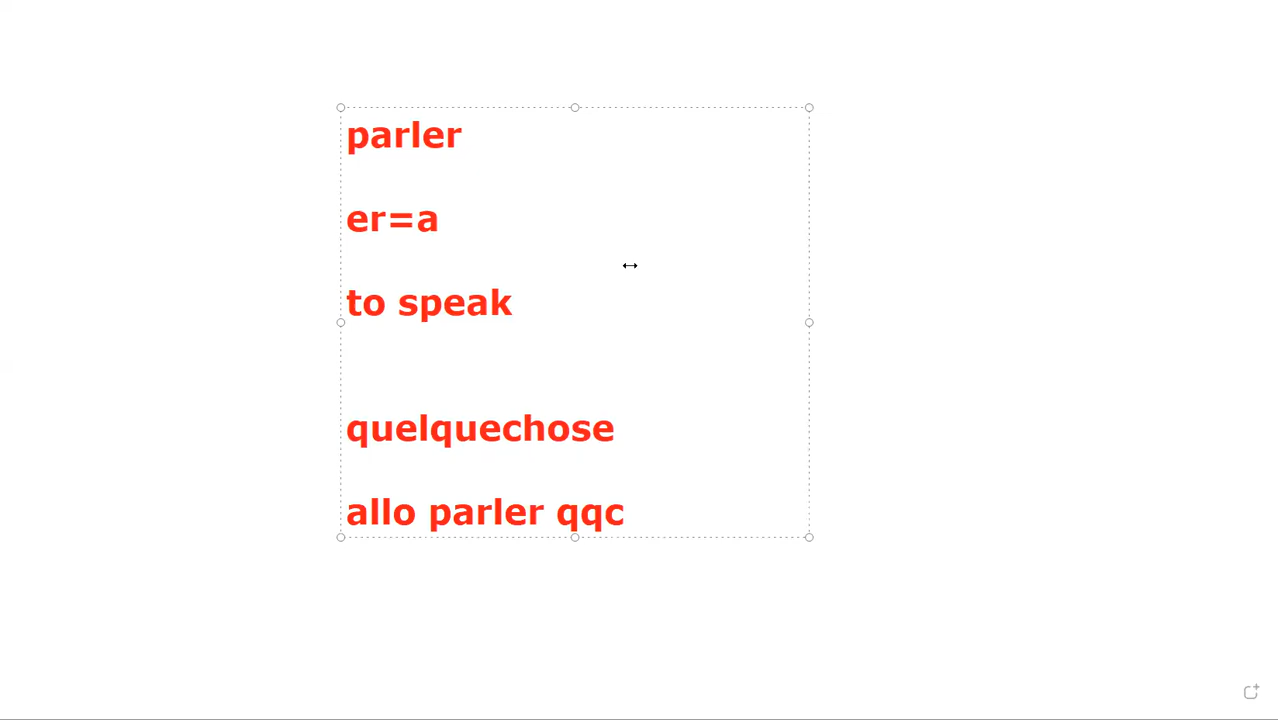 parler
er=a
to speak
quelquechose
allo parler qqc